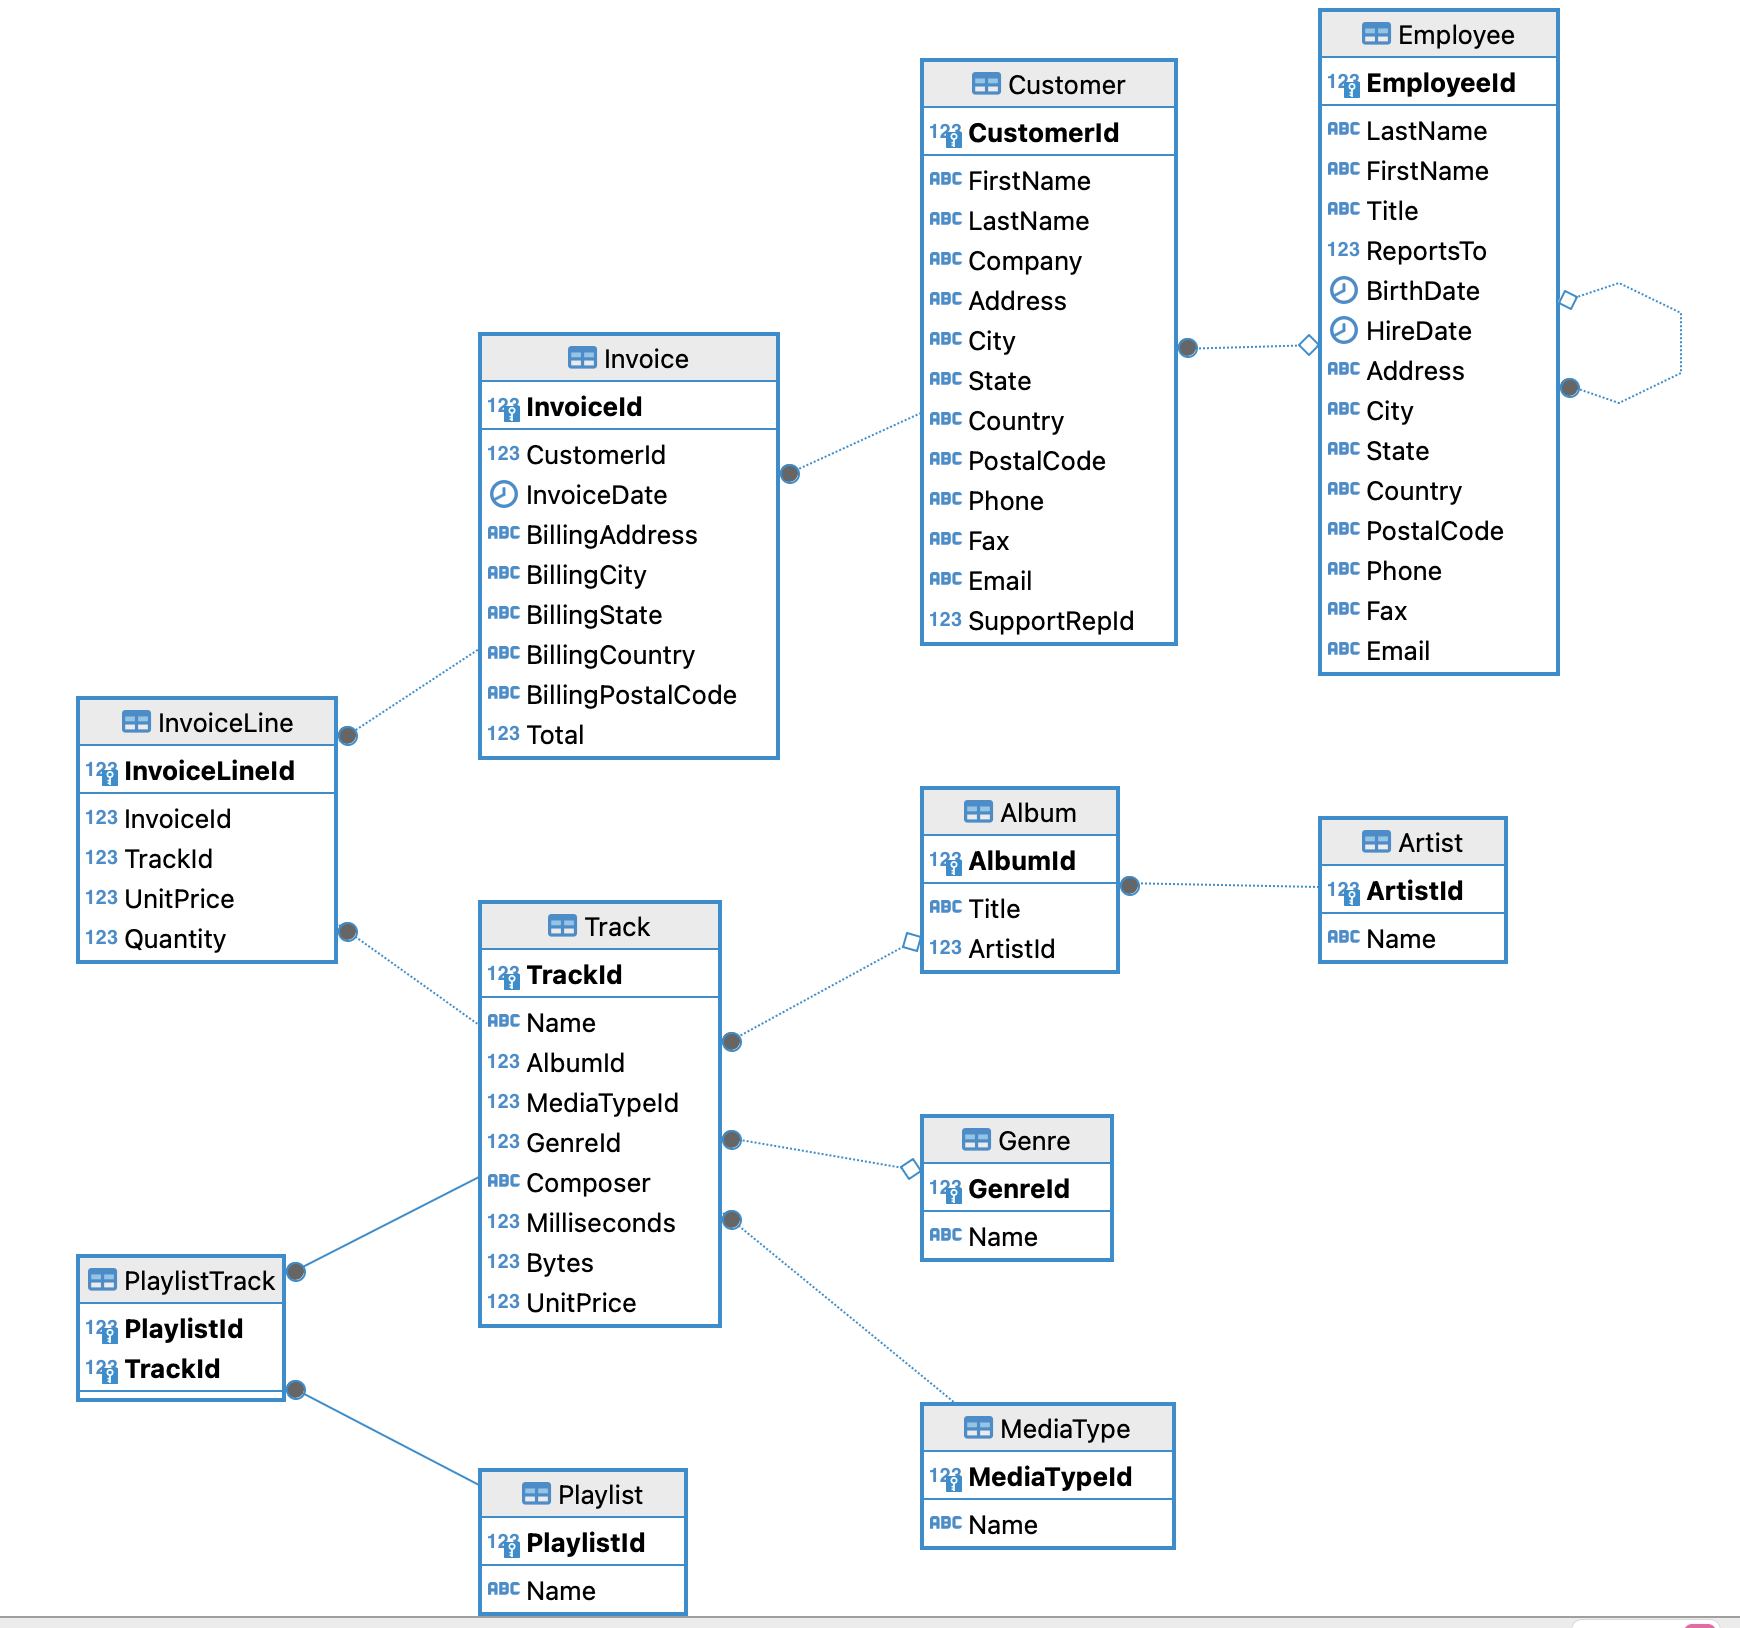 Employee
123 EmployeeId
ABC LastName
ABC FirstName
ABC Title
123 ReportsTo
BirthDate
HireDate
ABC Address
ABC City
ABC State
ABC Country
ABC PostalCode
ABC Phone
ABC Fax
ABC Email
Customer
123 CustomerId
ABC FirstName
ABC LastName
ABC Company
ABC Address
ABC City
ABC State
ABC Country
ABC PostalCode
ABC Phone
ABC Fax
ABC Email
123 SupportRepId
Invoice
123 InvoiceId
123 CustomerId
InvoiceDate
ABC BillingAddress
ABC BillingCity
ABC BillingState
ABC BillingCountry
ABC BillingPostalCode
123 Total
InvoiceLine
123 InvoiceLineId
123 InvoiceId
123 TrackId
123 UnitPrice
123 Quantity
Album
123 AlbumId
ABC Title
123 ArtistId
Artist
123 ArtistId
ABC Name
Track
123 TrackId
ABC Name
123 AlbumId
123 MediaTypeId
123 GenreId
ABC Composer
123 Milliseconds
123 Bytes
123 UnitPrice
Genre
123 GenreId
ABC Name
PlaylistTrack
123 PlaylistId
123 TrackId
MediaType
123 MediaTypeId
ABC Name
Playlist
123 PlaylistId
ABC Name